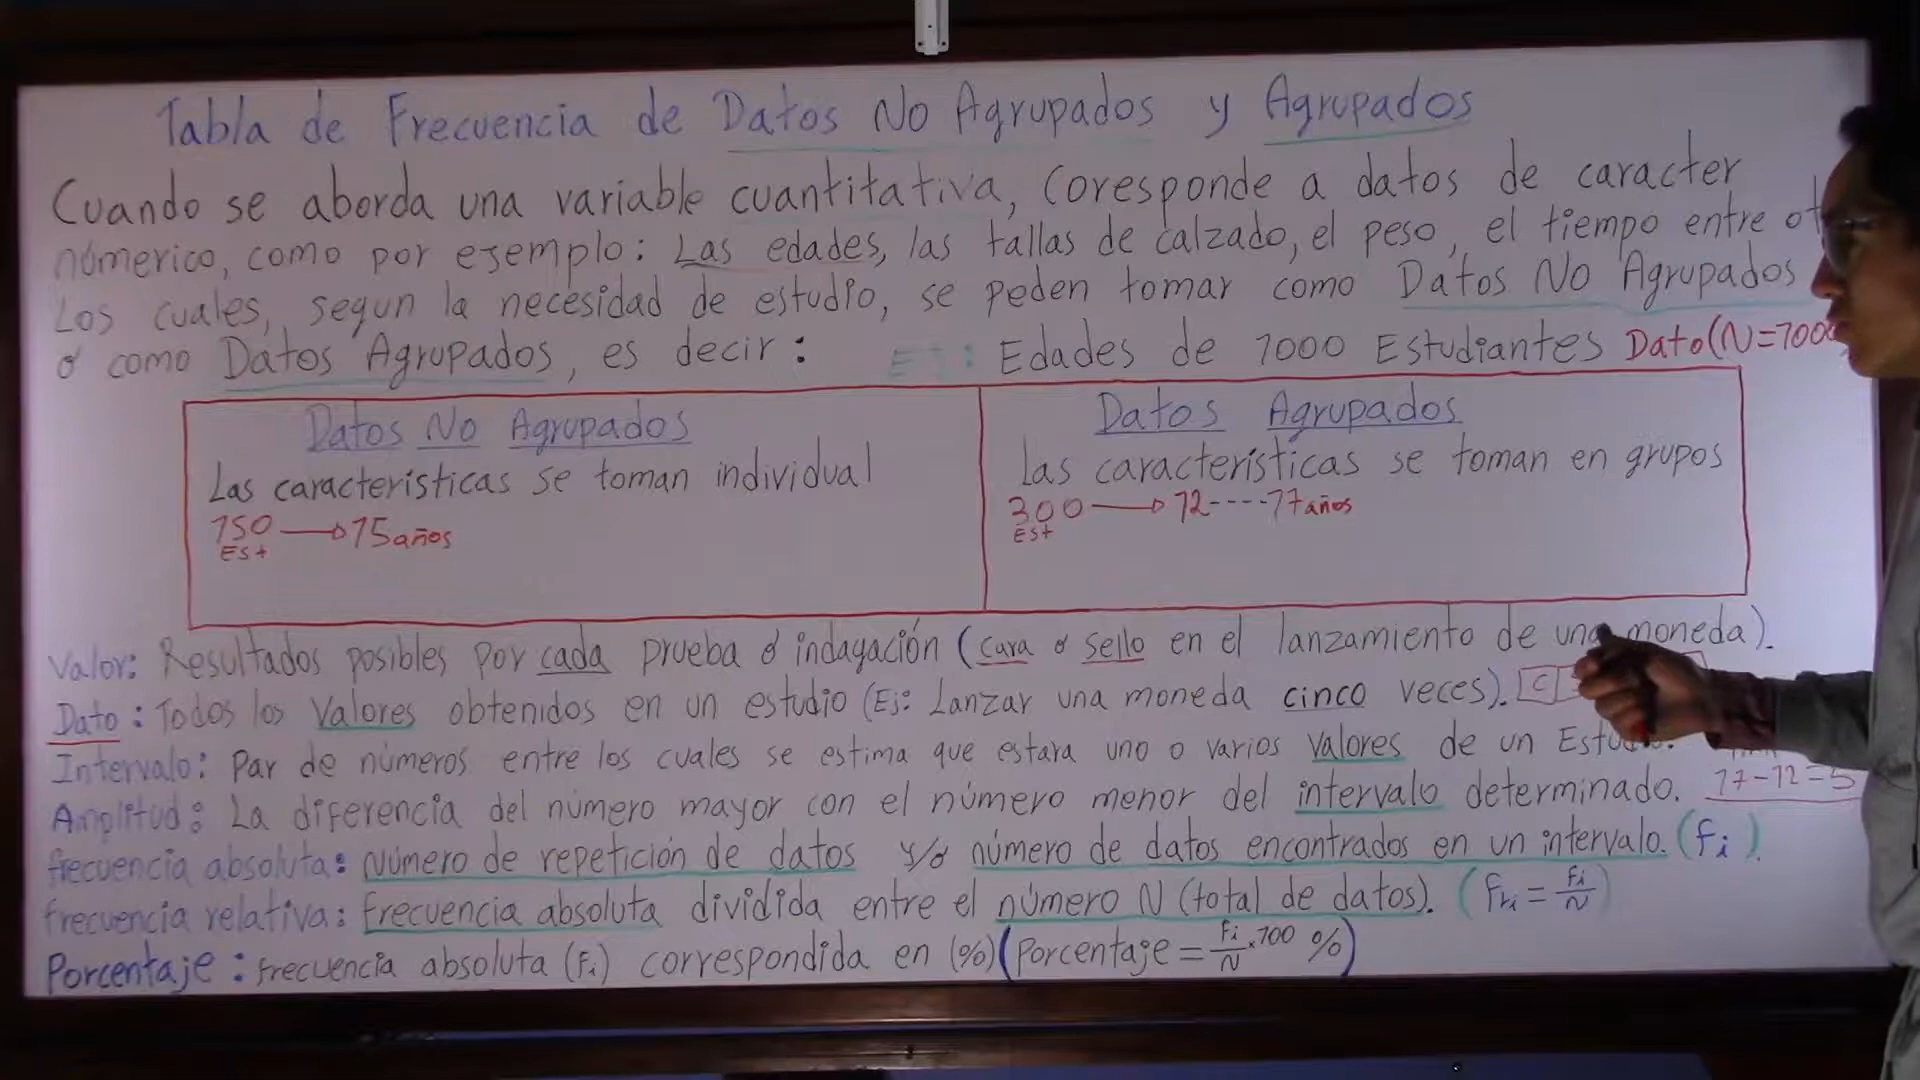 Tabla de Frecuencia de Datos No Agrupados y Agrupados
Cuando se aborda una variable cuantitativa, Coresponde a datos de caracter
númerico, como por ejemplo: Las edades, las tallas de calzado, el peso, el tiempo entre ot
Los cuales, segun la necesidad de estudio, se peden tomar como Datos No Agrupados
ó como Datos Agrupados, es decir: EJ: Edades de 1000 Estudiantes Dato(N=1000
Datos No Agrupados
Las características se toman individual
150 → 15 años
Est
Datos Agrupados
Las características se toman en grupos
300 → 12----17 años
Est
Valor: Resultados posibles por cada prueba ó indagación (cara ó sello en el lanzamiento de una moneda).
Dato: Todos los Valores obtenidos en un estudio (Ej: Lanzar una moneda cinco veces). C
Intervalo: Par de números entre los cuales se estima que estara uno o varios valores de un
Amplitud: La diferencia del número mayor con el número menor del intervalo determinado. 17-12=5
frecuencia absoluta: Número de repetición de datos y/ó número de datos encontrados en un intervalo. (fi).
frecuencia relativa: frecuencia absoluta dividida entre el número N (total de datos). (fri = fi/N)
Porcentaje: frecuencia absoluta (fi) correspondida en (%) (Porcentaje = fi/N × 100 %)